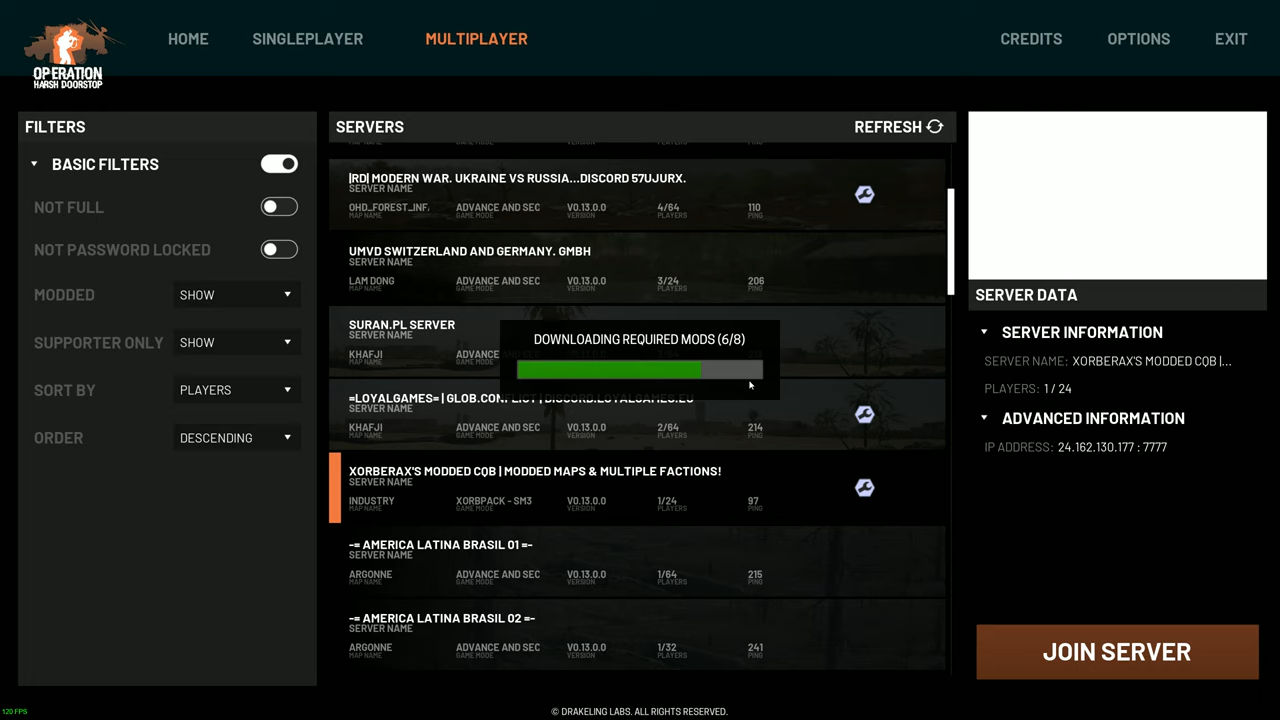 OPERATION
HARSH DOORSTOP
HOME
SINGLEPLAYER
MULTIPLAYER
CREDITS
OPTIONS
EXIT
FILTERS
BASIC FILTERS
NOT FULL
NOT PASSWORD LOCKED
MODDED
SHOW
SUPPORTER ONLY
SHOW
SORT BY
PLAYERS
ORDER
DESCENDING
SERVERS
REFRESH
|RD| MODERN WAR. UKRAINE VS RUSSIA...DISCORD 57UJURX.
SERVER NAME
OHD_FOREST_INF. ADVANCE AND SEC V0.13.0.0 4/64 110
MAP NAME GAME MODE VERSION PLAYERS PING
UMVD SWITZERLAND AND GERMANY. GMBH
SERVER NAME
LAM DONG ADVANCE AND SEC V0.13.0.0 3/24 206
MAP NAME GAME MODE VERSION PLAYERS PING
SURAN.PL SERVER
SERVER NAME
KHAFJI ADVANCE
MAP NAME GAME
DOWNLOADING REQUIRED MODS (6/8)
=LOYALGAMES= | GLOB.CONFLICT | DISCORD.LOYALGAMES.EU
SERVER NAME
KHAFJI ADVANCE AND SEC V0.13.0.0 2/64 214
MAP NAME GAME MODE VERSION PLAYERS PING
XORBERAX'S MODDED CQB | MODDED MAPS & MULTIPLE FACTIONS!
SERVER NAME
INDUSTRY XORBPACK - SM3 V0.13.0.0 1/24 97
MAP NAME GAME MODE VERSION PLAYERS PING
-= AMERICA LATINA BRASIL 01 =-
SERVER NAME
ARGONNE ADVANCE AND SEC V0.13.0.0 1/64 215
MAP NAME GAME MODE VERSION PLAYERS PING
-= AMERICA LATINA BRASIL 02 =-
SERVER NAME
ARGONNE ADVANCE AND SEC V0.13.0.0 1/32 241
MAP NAME GAME MODE VERSION PLAYERS PING
SERVER DATA
SERVER INFORMATION
SERVER NAME: XORBERAX'S MODDED CQB |...
PLAYERS: 1 / 24
ADVANCED INFORMATION
IP ADDRESS: 24.162.130.177 : 7777
JOIN SERVER
120 FPS
© DRAKELING LABS. ALL RIGHTS RESERVED.